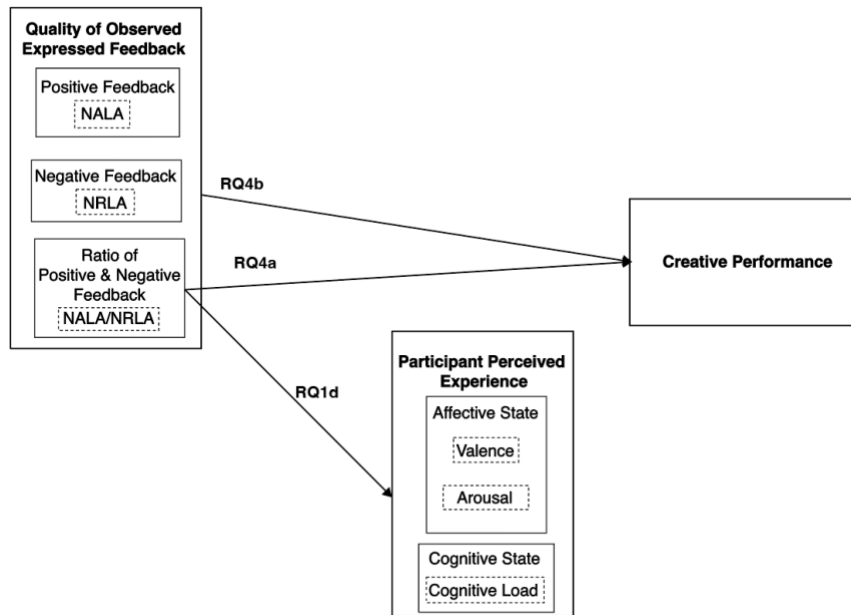 Quality of Observed
Expressed Feedback
Positive Feedback
NALA
Negative Feedback
NRLA
Ratio of
Positive & Negative
Feedback
NALA/NRLA
RQ4b
RQ4a
RQ1d
Creative Performance
Participant Perceived
Experience
Affective State
Valence
Arousal
Cognitive State
Cognitive Load